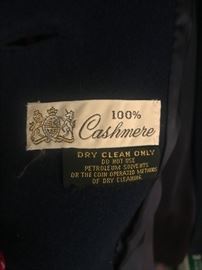 100%
Cashmere
DRY CLEAN ONLY
DO NOT USE
PETROLEUM SOLVENTS
OR THE COIN OPERATED METHODS
OF DRY CLEANING.